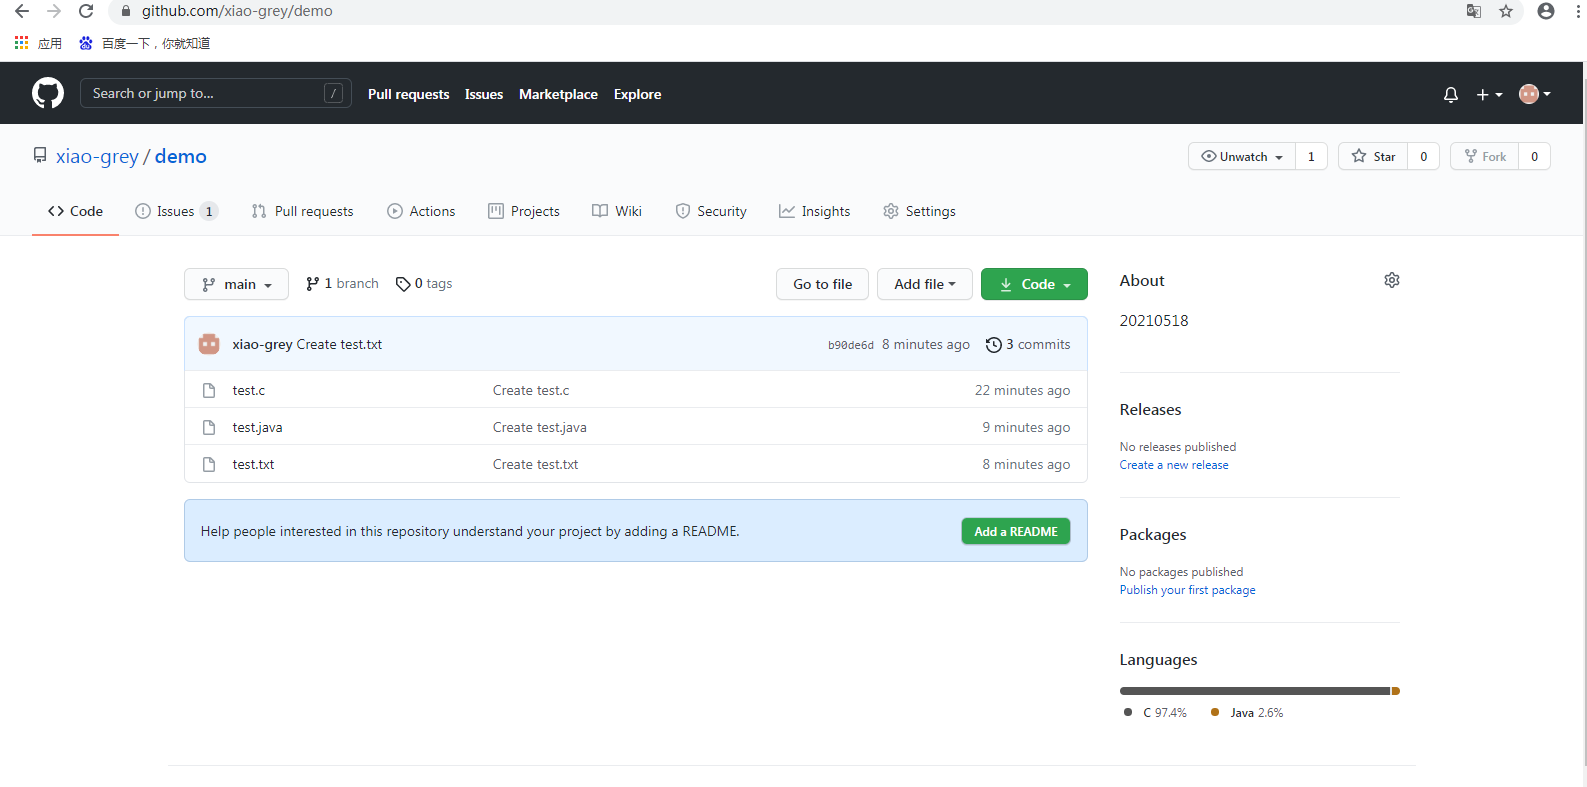 github.com/xiao-grey/demo
应用 百度一下，你就知道
Search or jump to... / Pull requests Issues Marketplace Explore
xiao-grey / demo Unwatch 1 Star 0 Fork 0
Code Issues 1 Pull requests Actions Projects Wiki Security Insights Settings
main 1 branch 0 tags Go to file Add file Code
xiao-grey Create test.txt b90de6d 8 minutes ago 3 commits
test.c Create test.c 22 minutes ago
test.java Create test.java 9 minutes ago
test.txt Create test.txt 8 minutes ago
Help people interested in this repository understand your project by adding a README. Add a README
About
20210518
Releases
No releases published
Create a new release
Packages
No packages published
Publish your first package
Languages
C 97.4% Java 2.6%